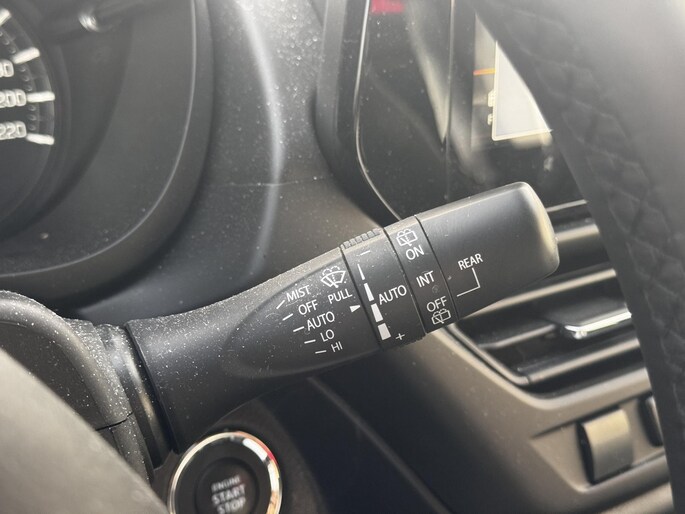 200
220
MIST
OFF
AUTO
LO
HI
PULL
−
AUTO
+
ON
INT
OFF
REAR
ENGINE
START
STOP